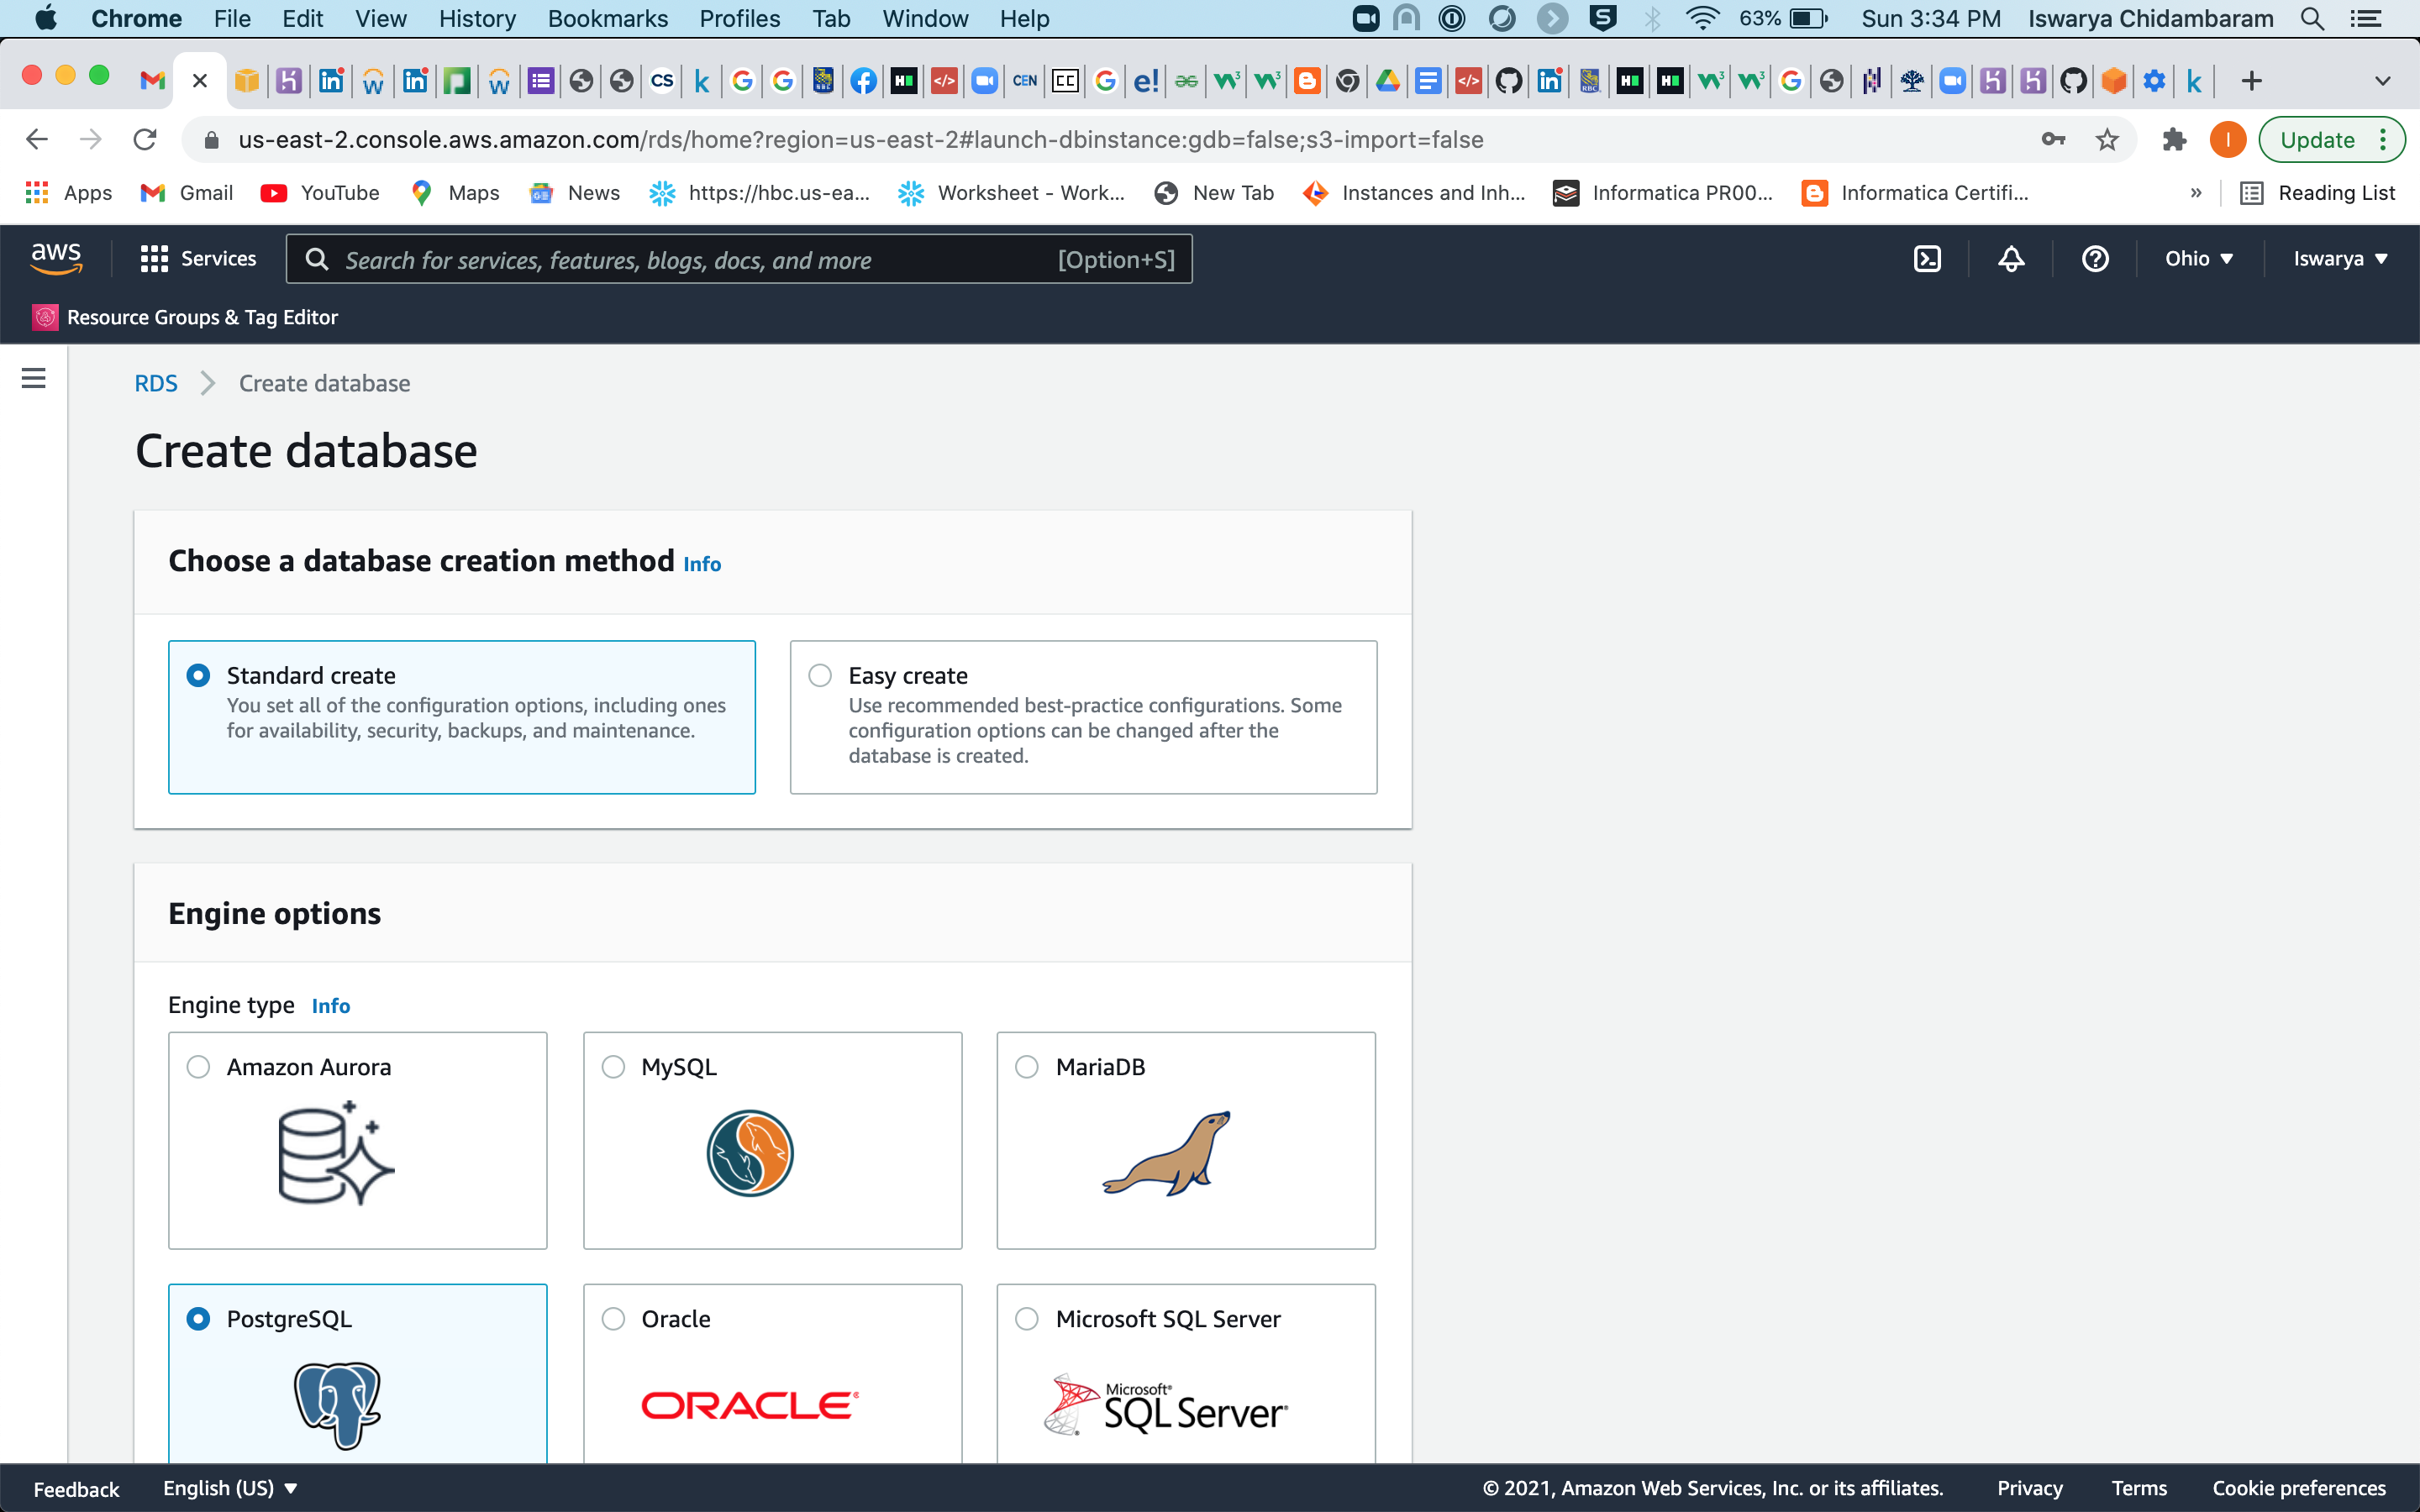 Chrome File Edit View History Bookmarks Profiles Tab Window Help 63% Sun 3:34 PM Iswarya Chidambaram
us-east-2.console.aws.amazon.com/rds/home?region=us-east-2#launch-dbinstance:gdb=false;s3-import=false Update
Apps Gmail YouTube Maps News https://hbc.us-ea... Worksheet - Work... New Tab Instances and Inh... Informatica PR00... Informatica Certifi... » Reading List
aws Services Search for services, features, blogs, docs, and more [Option+S] Ohio Iswarya
Resource Groups & Tag Editor
RDS Create database
Create database
Choose a database creation method Info
Standard create
You set all of the configuration options, including ones
for availability, security, backups, and maintenance.
Easy create
Use recommended best-practice configurations. Some
configuration options can be changed after the
database is created.
Engine options
Engine type Info
Amazon Aurora
MySQL
MariaDB
PostgreSQL
Oracle
ORACLE
Microsoft SQL Server
Microsoft
SQL Server
Feedback English (US) © 2021, Amazon Web Services, Inc. or its affiliates. Privacy Terms Cookie preferences